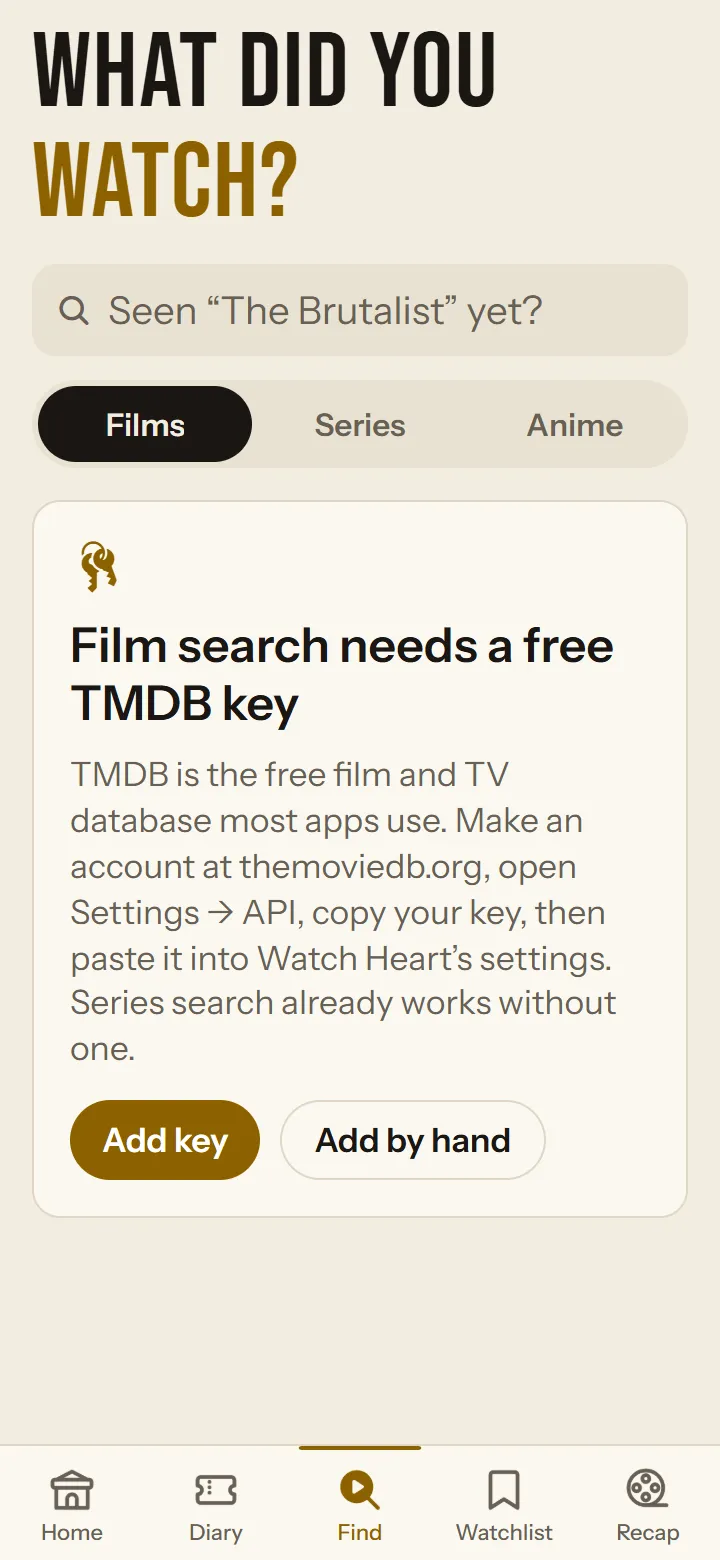 WHAT DID YOU
WATCH?
Seen “The Brutalist” yet?
Films
Series
Anime
Film search needs a free
TMDB key
TMDB is the free film and TV
database most apps use. Make an
account at themoviedb.org, open
Settings → API, copy your key, then
paste it into Watch Heart’s settings.
Series search already works without
one.
Add key
Add by hand
Home
Diary
Find
Watchlist
Recap